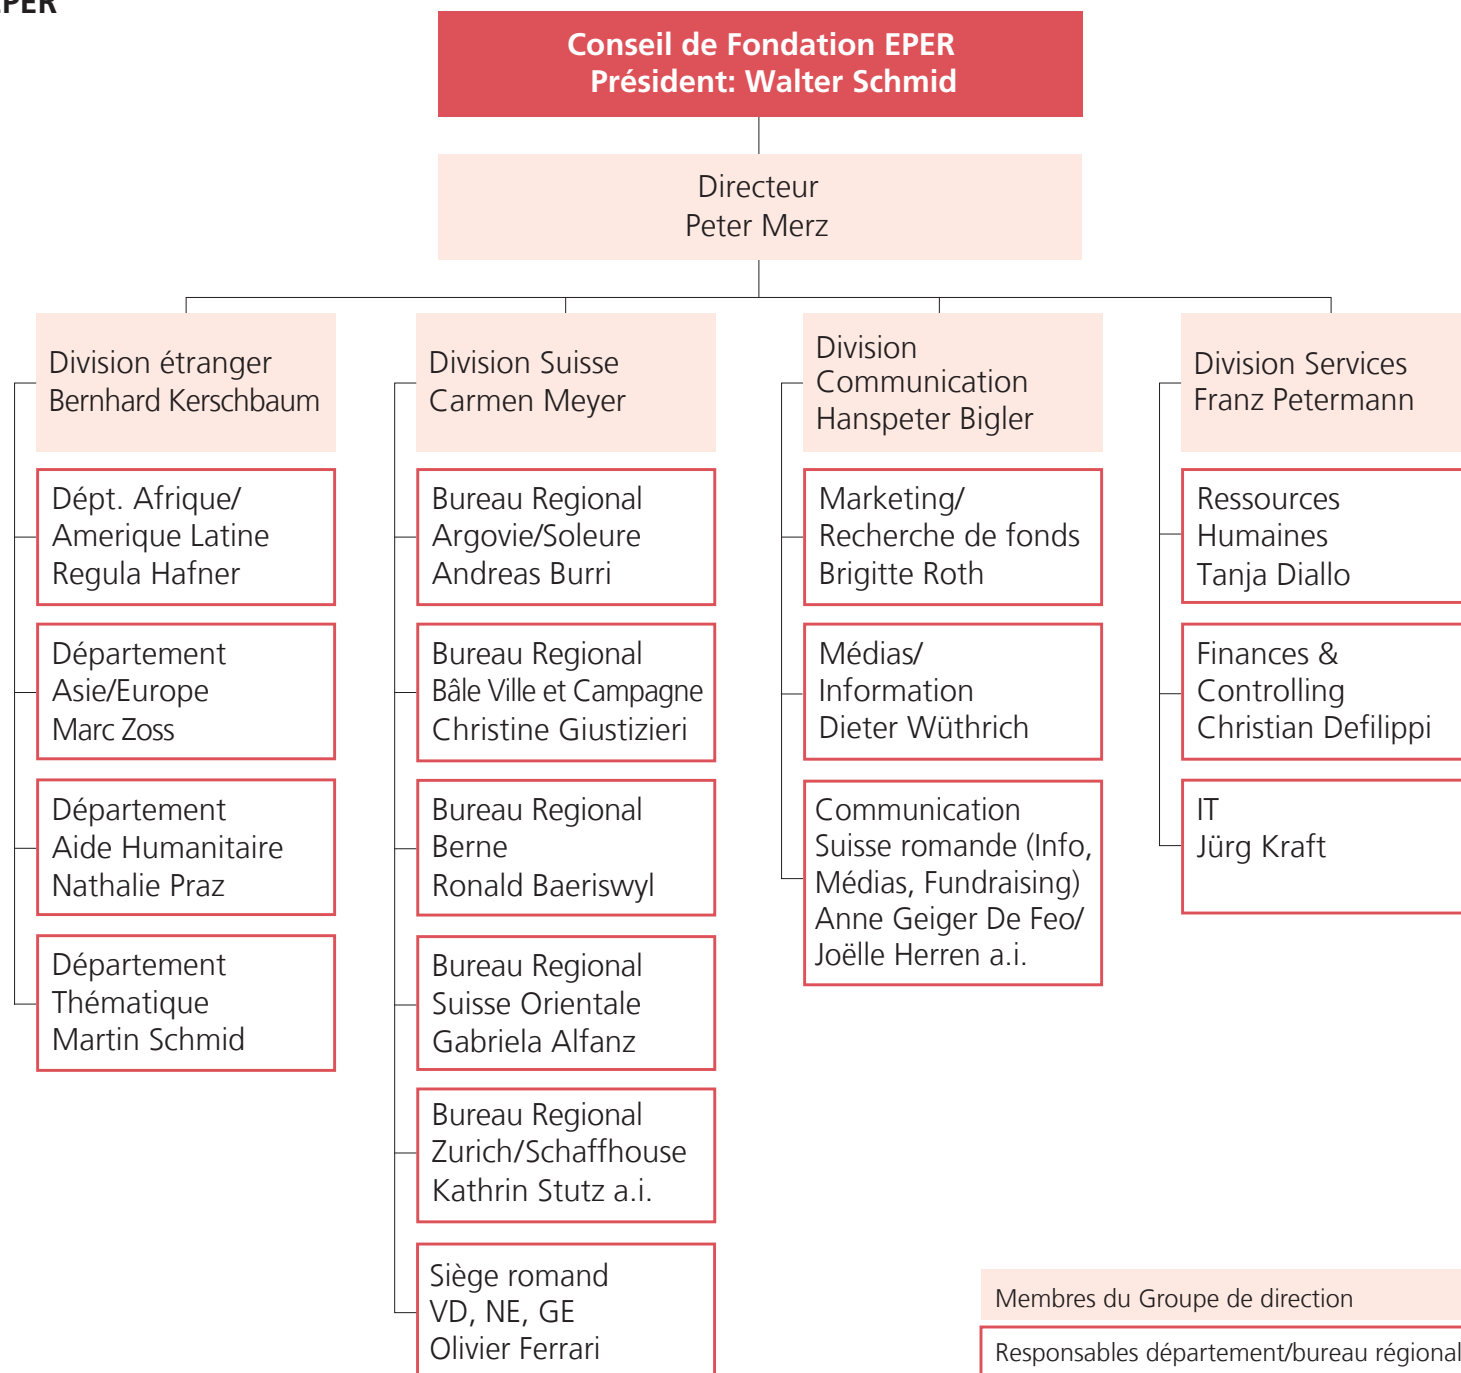 EPER
Conseil de Fondation EPER
Président: Walter Schmid
Directeur
Peter Merz
Division étranger
Bernhard Kerschbaum
Dépt. Afrique/
Amerique Latine
Regula Hafner
Département
Asie/Europe
Marc Zoss
Département
Aide Humanitaire
Nathalie Praz
Département
Thématique
Martin Schmid
Division Suisse
Carmen Meyer
Bureau Regional
Argovie/Soleure
Andreas Burri
Bureau Regional
Bâle Ville et Campagne
Christine Giustizieri
Bureau Regional
Berne
Ronald Baeriswyl
Bureau Regional
Suisse Orientale
Gabriela Alfanz
Bureau Regional
Zurich/Schaffhouse
Kathrin Stutz a.i.
Siège romand
VD, NE, GE
Olivier Ferrari
Division
Communication
Hanspeter Bigler
Marketing/
Recherche de fonds
Brigitte Roth
Médias/
Information
Dieter Wüthrich
Communication
Suisse romande (Info,
Médias, Fundraising)
Anne Geiger De Feo/
Joëlle Herren a.i.
Division Services
Franz Petermann
Ressources
Humaines
Tanja Diallo
Finances &
Controlling
Christian Defilippi
IT
Jürg Kraft
Membres du Groupe de direction
Responsables département/bureau régional